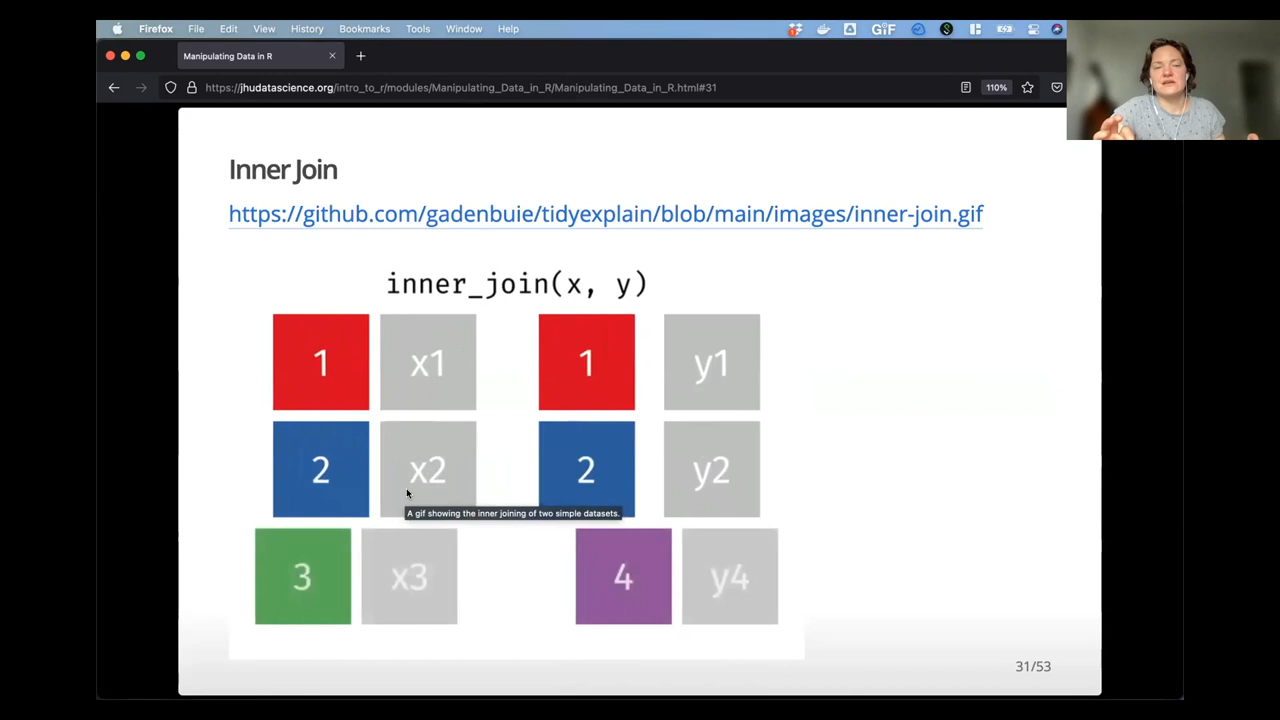 Firefox File Edit View History Bookmarks Tools Window Help
GIF
Manipulating Data in R
https://jhudatascience.org/intro_to_r/modules/Manipulating_Data_in_R/Manipulating_Data_in_R.html#31
110%
Inner Join
https://github.com/gadenbuie/tidyexplain/blob/main/images/inner-join.gif
inner_join(x, y)
1 x1 1 y1
2 x2 2 y2
A gif showing the inner joining of two simple datasets.
3 x3 4 y4
31/53